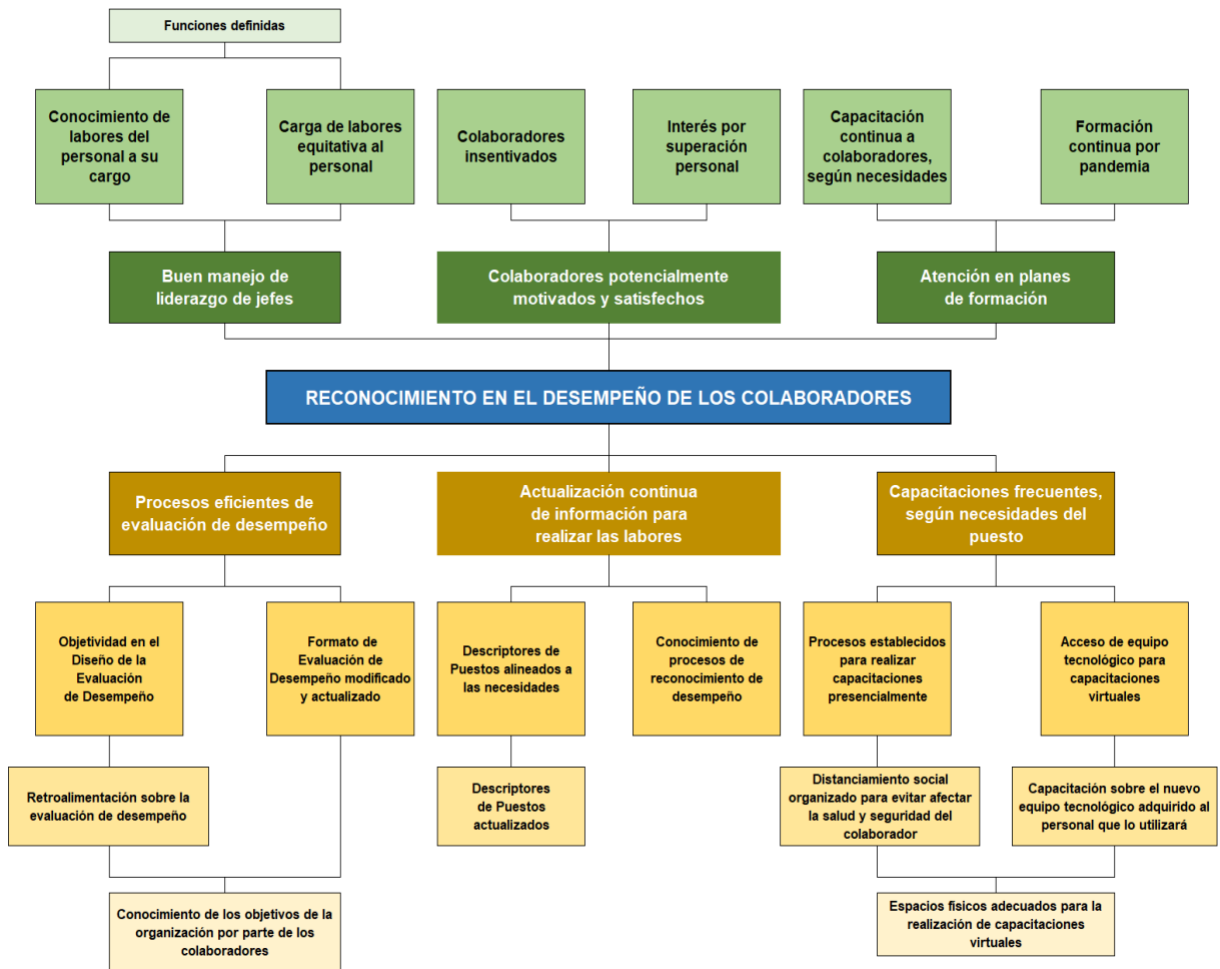 Funciones definidas
Conocimiento de
labores del
personal a su
cargo
Carga de labores
equitativa al
personal
Colaboradores
insentivados
Interés por
superación
personal
Capacitación
continua a
colaboradores,
según necesidades
Formación
continua por
pandemia
Buen manejo de
liderazgo de jefes
Colaboradores potencialmente
motivados y satisfechos
Atención en planes
de formación
RECONOCIMIENTO EN EL DESEMPEÑO DE LOS COLABORADORES
Procesos eficientes de
evaluación de desempeño
Actualización continua
de información para
realizar las labores
Capacitaciones frecuentes,
según necesidades del
puesto
Objetividad en el
Diseño de la
Evaluación
de Desempeño
Formato de
Evaluación de
Desempeño modificado
y actualizado
Descriptores de
Puestos alineados a
las necesidades
Conocimiento de
procesos de
reconocimiento de
desempeño
Procesos establecidos
para realizar
capacitaciones
presencialmente
Acceso de equipo
tecnológico para
capacitaciones
virtuales
Retroalimentación sobre la
evaluación de desempeño
Descriptores
de Puestos
actualizados
Distanciamiento social
organizado para evitar afectar
la salud y seguridad del
colaborador
Capacitación sobre el nuevo
equipo tecnológico adquirido al
personal que lo utilizará
Conocimiento de los objetivos de la
organización por parte de los
colaboradores
Espacios físicos adecuados para la
realización de capacitaciones
virtuales